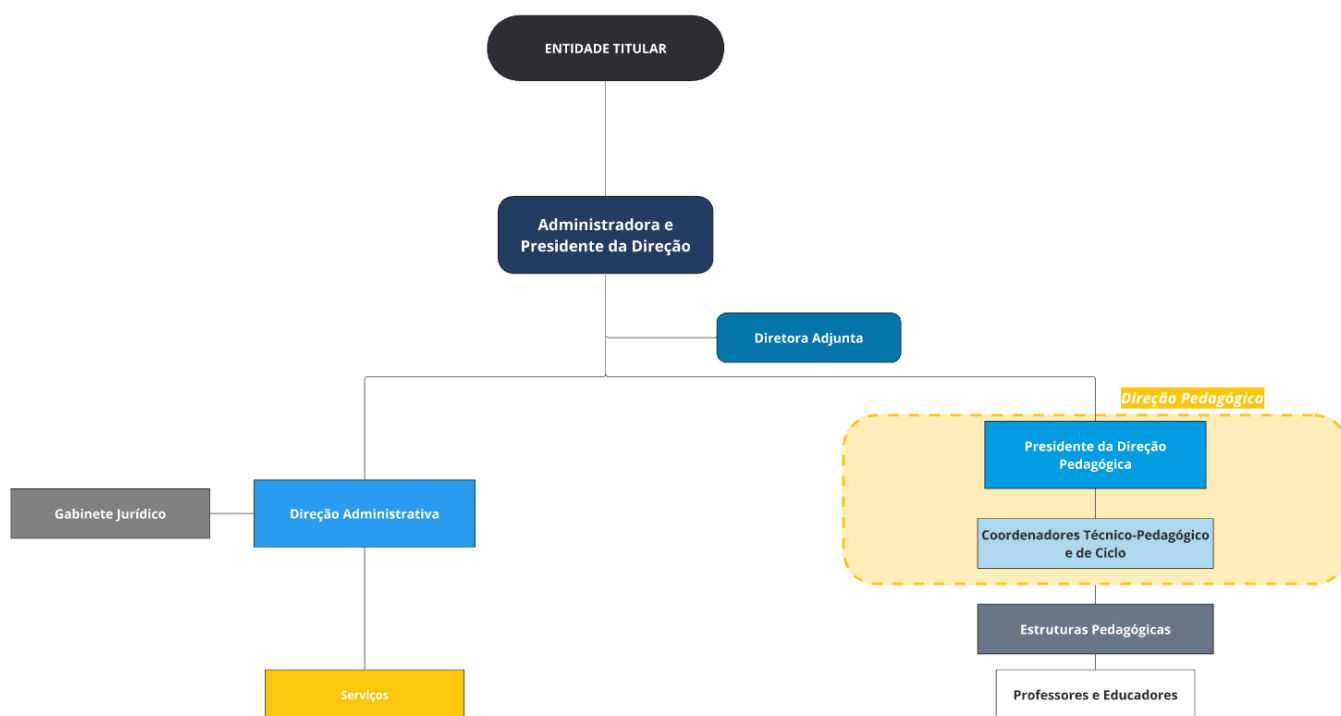 ENTIDADE TITULAR
Administradora e
Presidente da Direção
Diretora Adjunta
Direção Pedagógica
Presidente da Direção
Pedagógica
Gabinete Jurídico
Direção Administrativa
Coordenadores Técnico-Pedagógico
e de Ciclo
Estruturas Pedagógicas
Serviços
Professores e Educadores